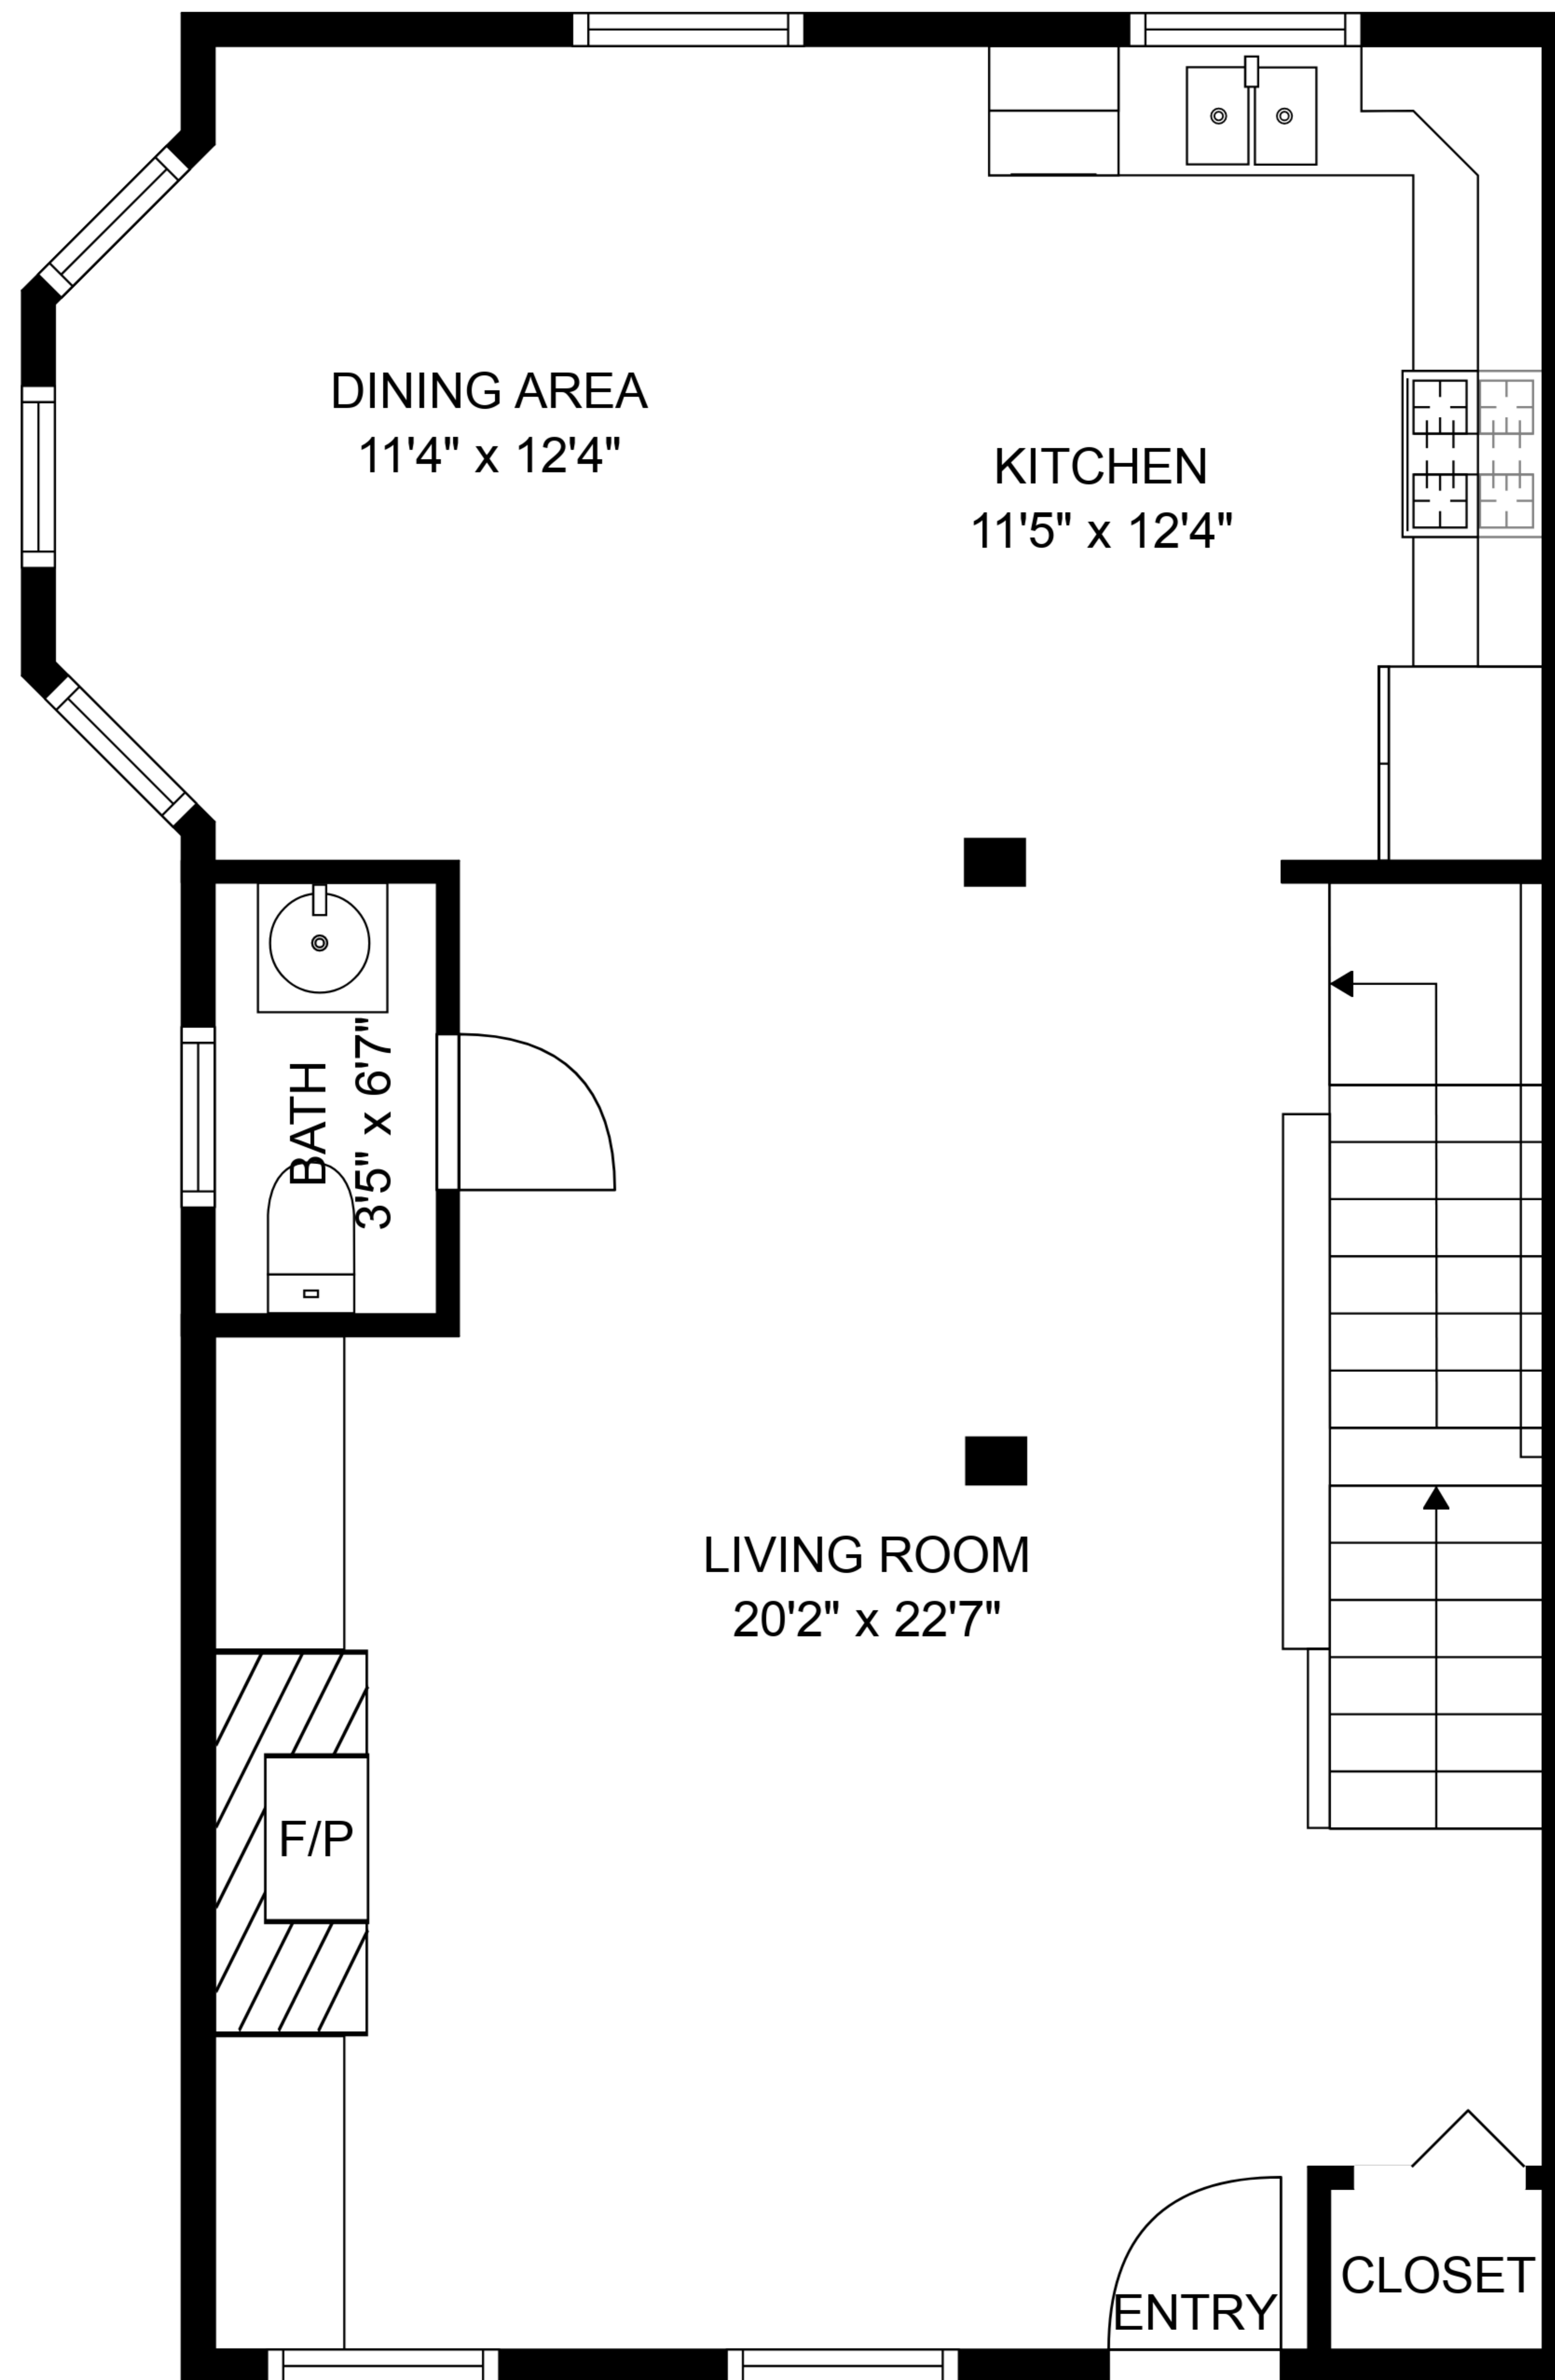 DINING AREA
11'4" x 12'4"
KITCHEN
11'5" x 12'4"
BATH
3'5" x 6'7"
LIVING ROOM
20'2" x 22'7"
F/P
CLOSET
ENTRY